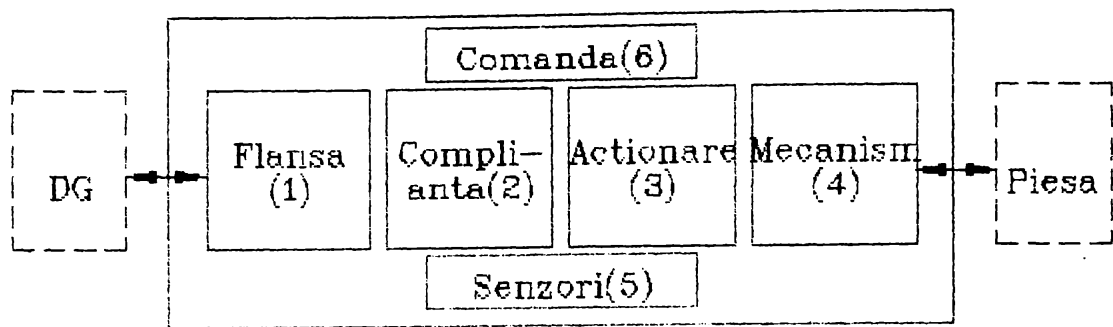 Comanda(6)
DG
Flansa
(1)
Compli-
anta(2)
Actionare
(3)
Mecanism
(4)
Piesa
Senzori(5)